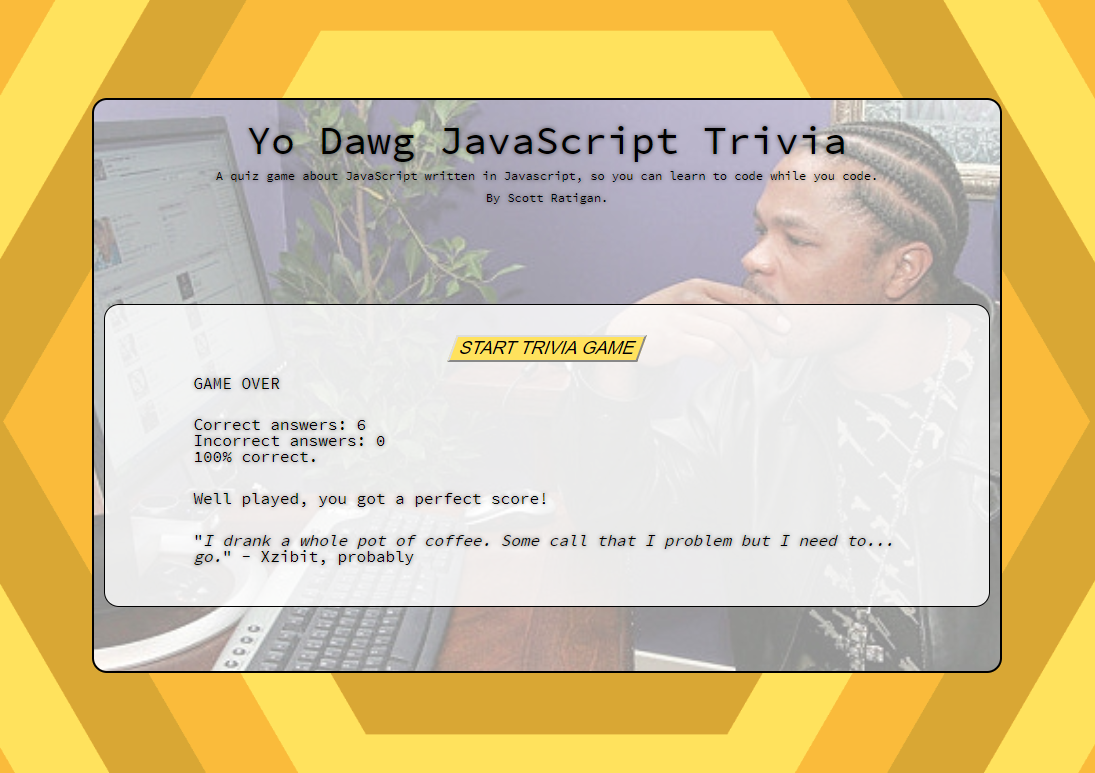 Yo Dawg JavaScript Trivia
A quiz game about JavaScript written in Javascript, so you can learn to code while you code.
By Scott Ratigan.
START TRIVIA GAME
GAME OVER
Correct answers: 6
Incorrect answers: 0
100% correct.
Well played, you got a perfect score!
"I drank a whole pot of coffee. Some call that I problem but I need to...
go." - Xzibit, probably